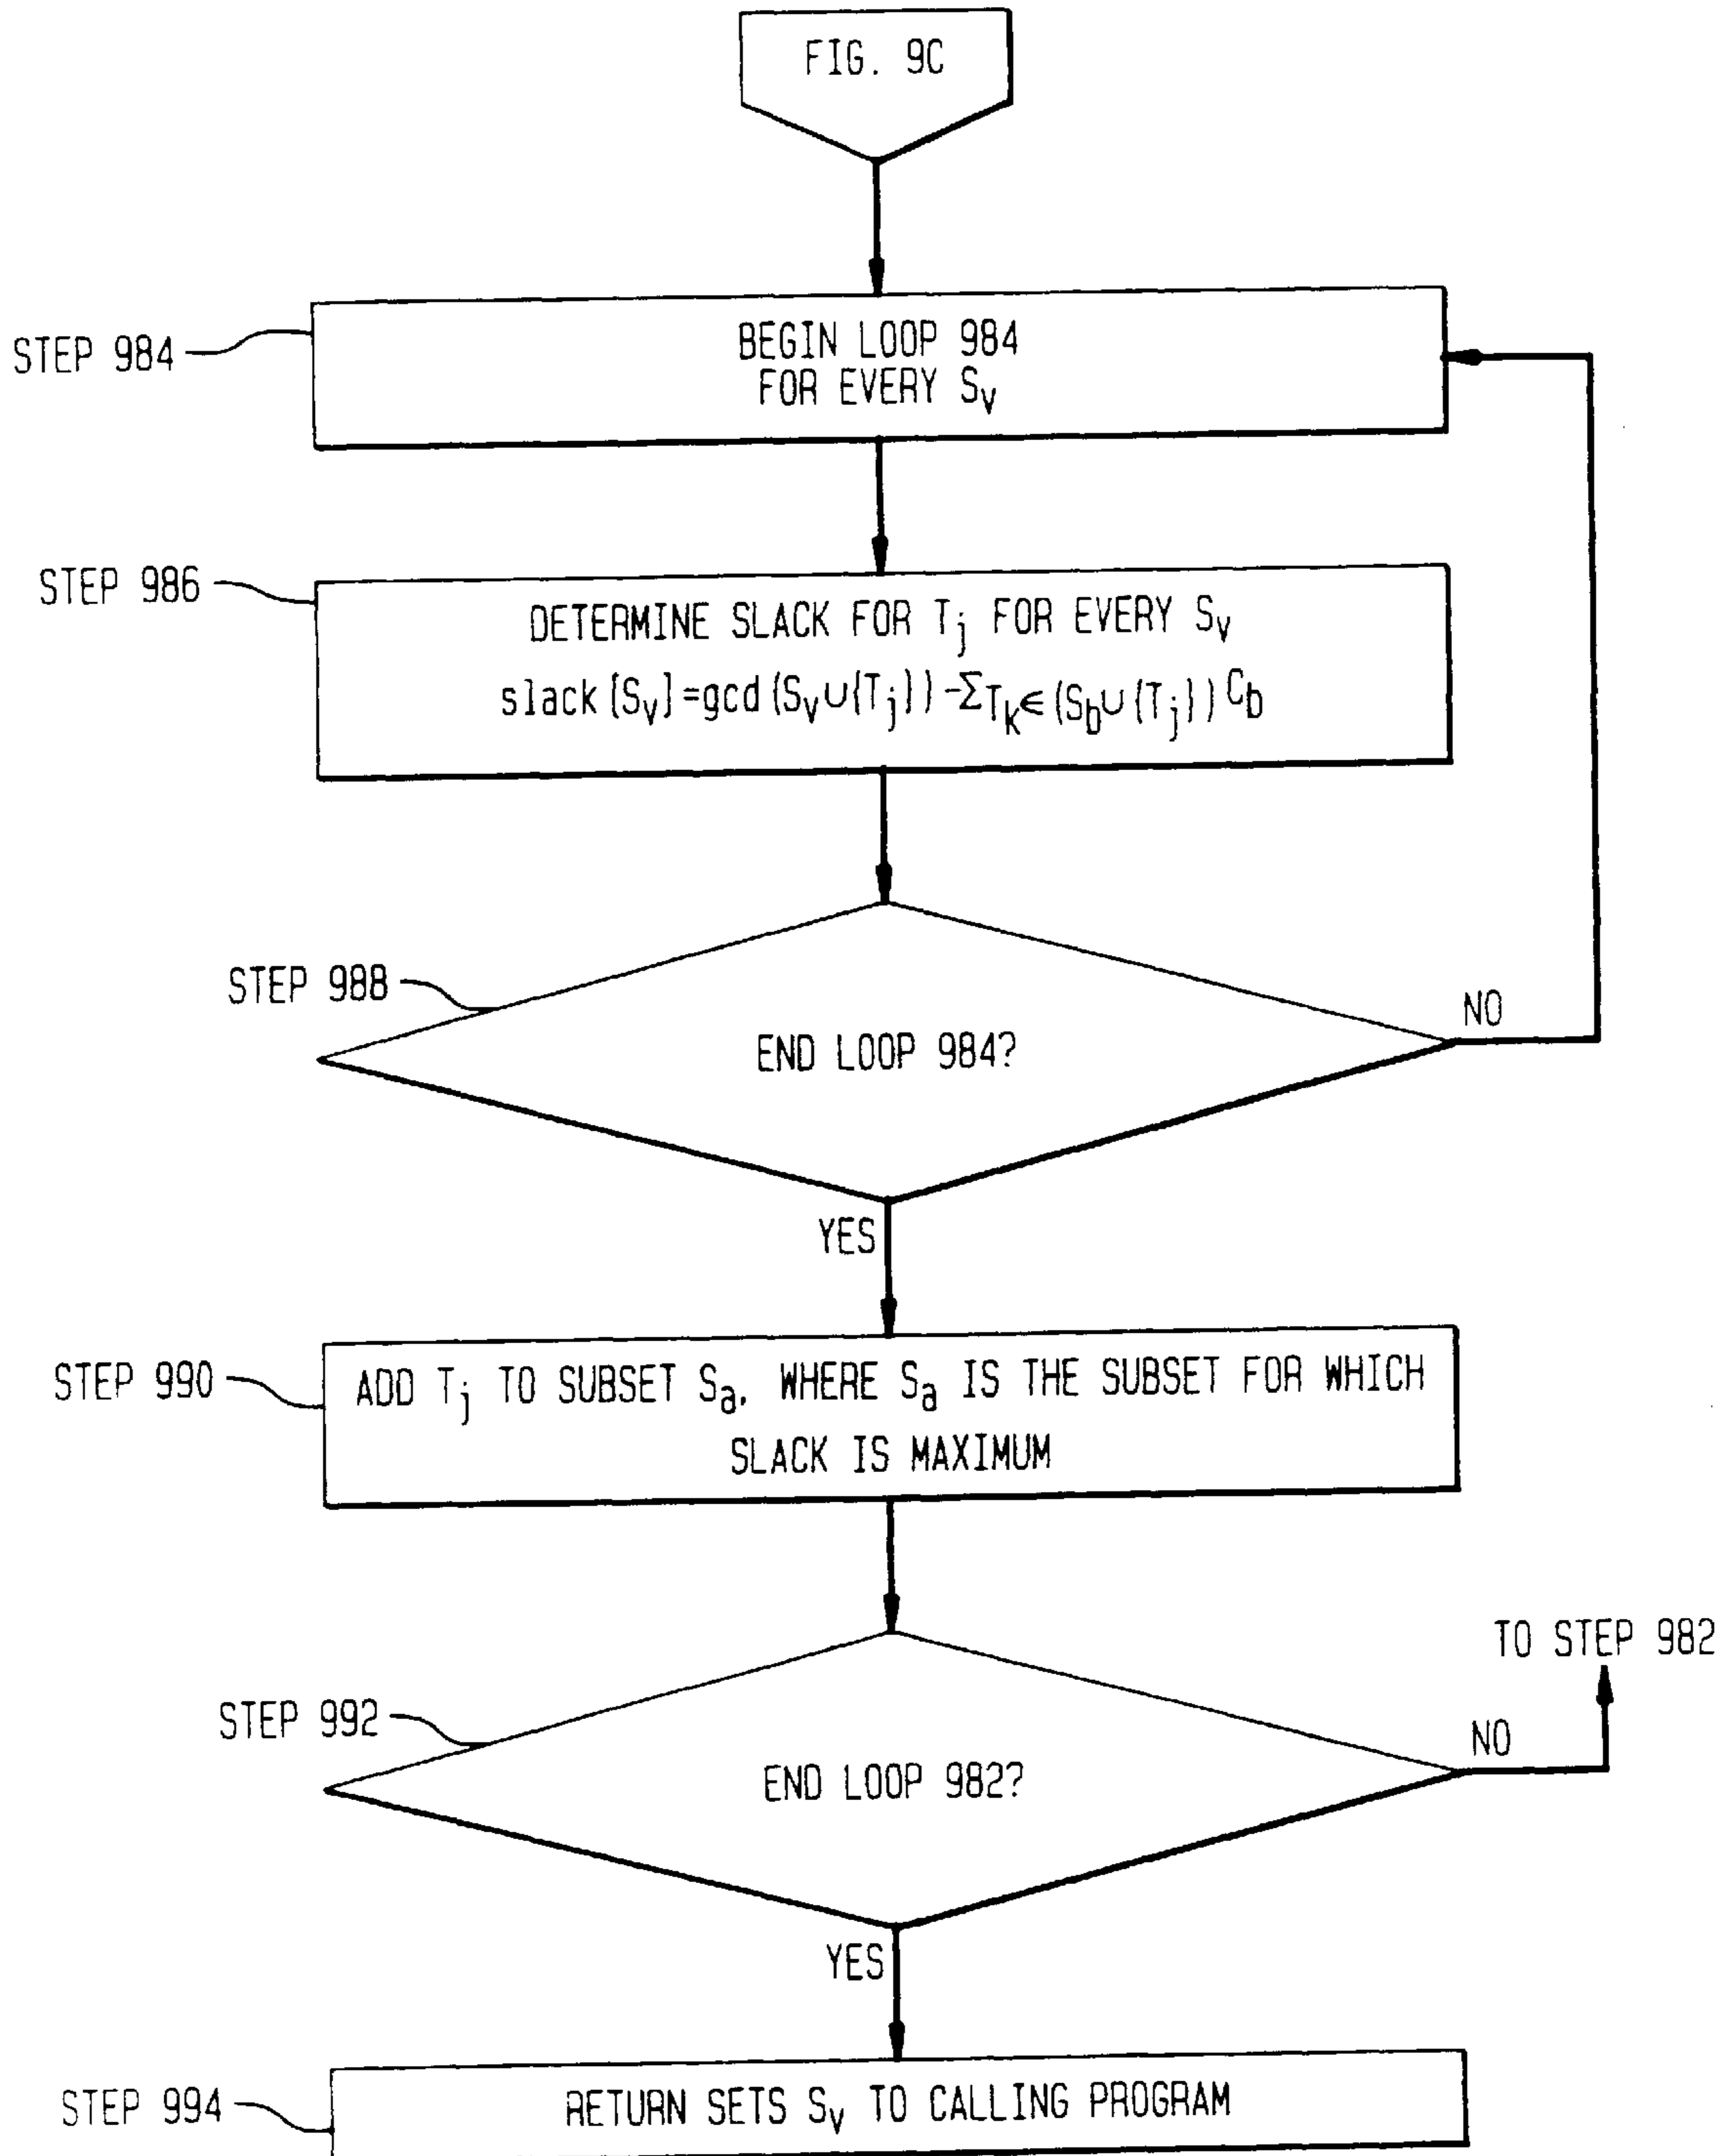 FIG. 9C
STEP 984
BEGIN LOOP 984
FOR EVERY Sv
STEP 986
DETERMINE SLACK FOR Tj FOR EVERY Sv
slack[Sv]=gcd(Sv∪{Tj})-ΣTk∈(Sb∪{Tj})Cb
STEP 988
END LOOP 984?
NO
YES
STEP 990
ADD Tj TO SUBSET Sa, WHERE Sa IS THE SUBSET FOR WHICH
SLACK IS MAXIMUM
TO STEP 982
STEP 992
END LOOP 982?
NO
YES
STEP 994
RETURN SETS Sv TO CALLING PROGRAM